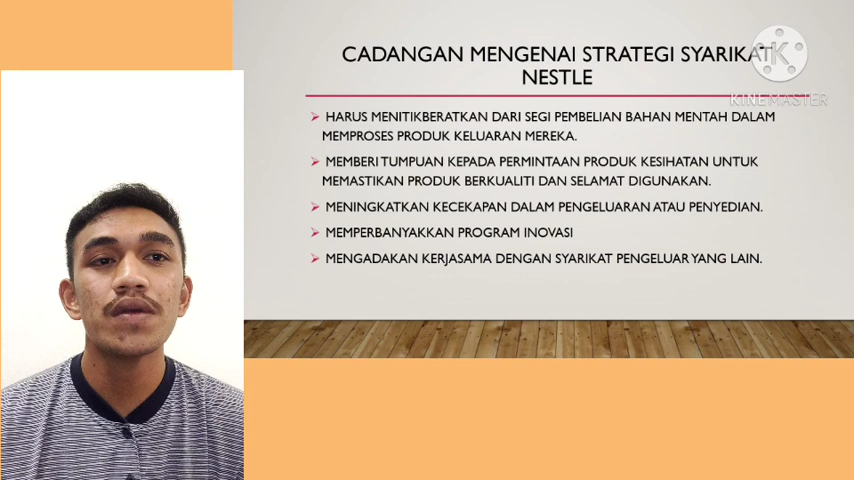 CADANGAN MENGENAI STRATEGI SYARIKAT
NESTLE
HARUS MENITIKBERATKAN DARI SEGI PEMBELIAN BAHAN MENTAH DALAM
MEMPROSES PRODUK KELUARAN MEREKA.
MEMBERI TUMPUAN KEPADA PERMINTAAN PRODUK KESIHATAN UNTUK
MEMASTIKAN PRODUK BERKUALITI DAN SELAMAT DIGUNAKAN.
MENINGKATKAN KECEKAPAN DALAM PENGELUARAN ATAU PENYEDIAN.
MEMPERBANYAKKAN PROGRAM INOVASI
MENGADAKAN KERJASAMA DENGAN SYARIKAT PENGELUAR YANG LAIN.
K
KINEMASTER